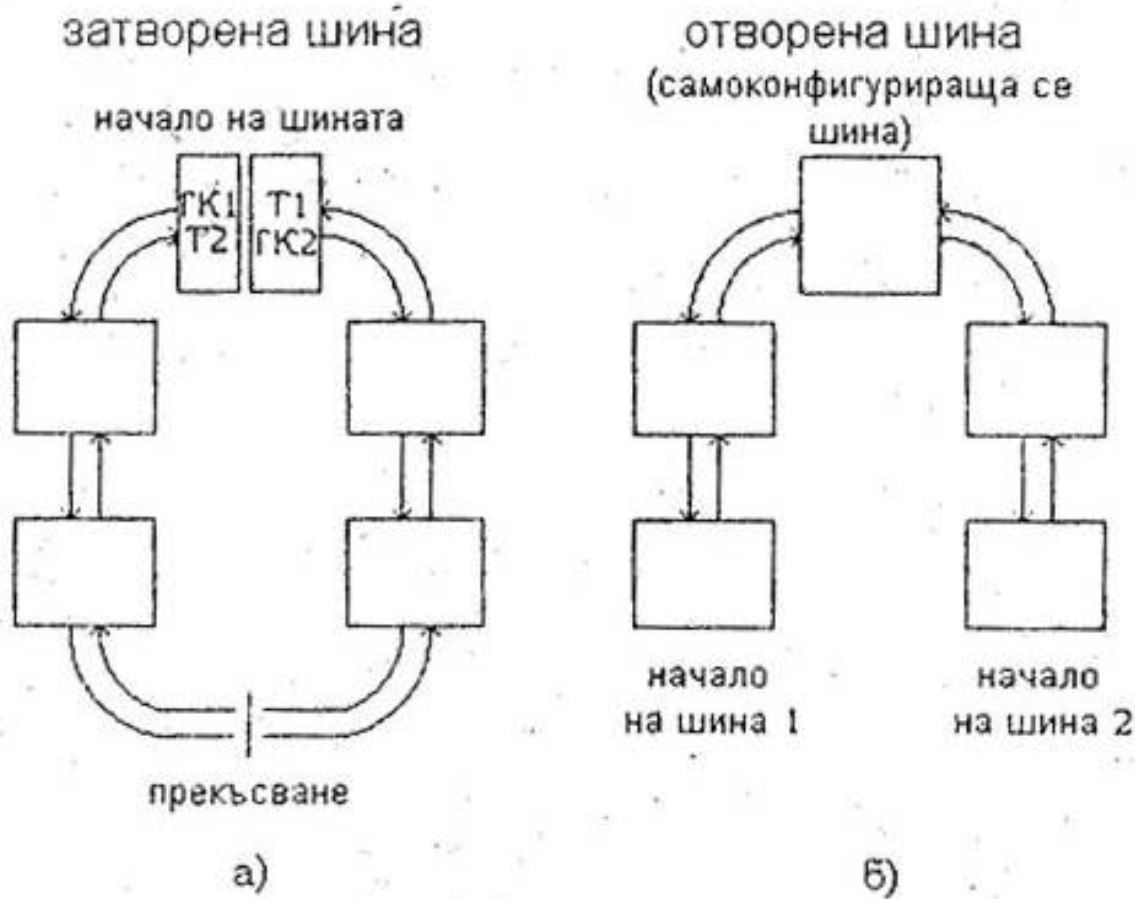 затворена шина
начало на шината
ГК1
Т2
Т1
ГК2
прекъсване
а)
отворена шина
(самоконфигурираща се
шина)
начало
на шина 1
начало
на шина 2
б)